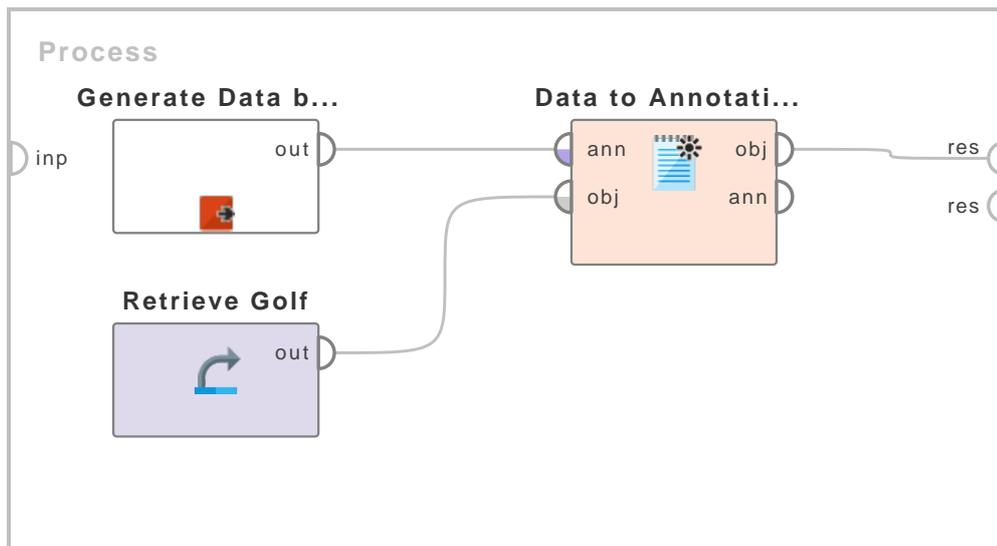 Process
Generate Data b...
Data to Annotati...
inp
out
ann
obj
res
obj
ann
res
Retrieve Golf
out